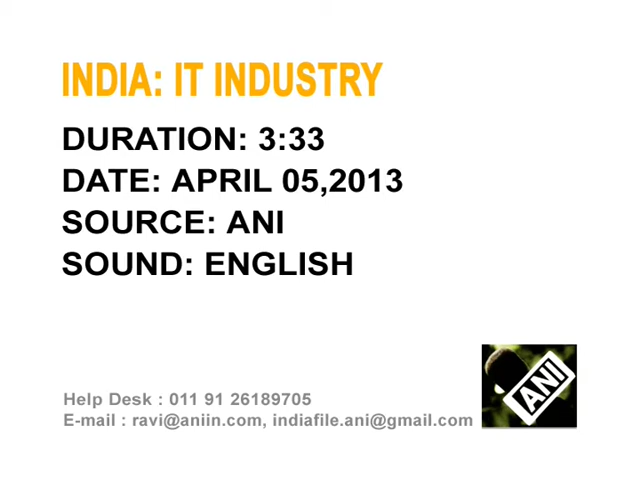 INDIA: IT INDUSTRY
DURATION: 3:33
DATE: APRIL 05,2013
SOURCE: ANI
SOUND: ENGLISH
Help Desk : 011 91 26189705
E-mail : ravi@aniin.com, indiafile.ani@gmail.com
ANI